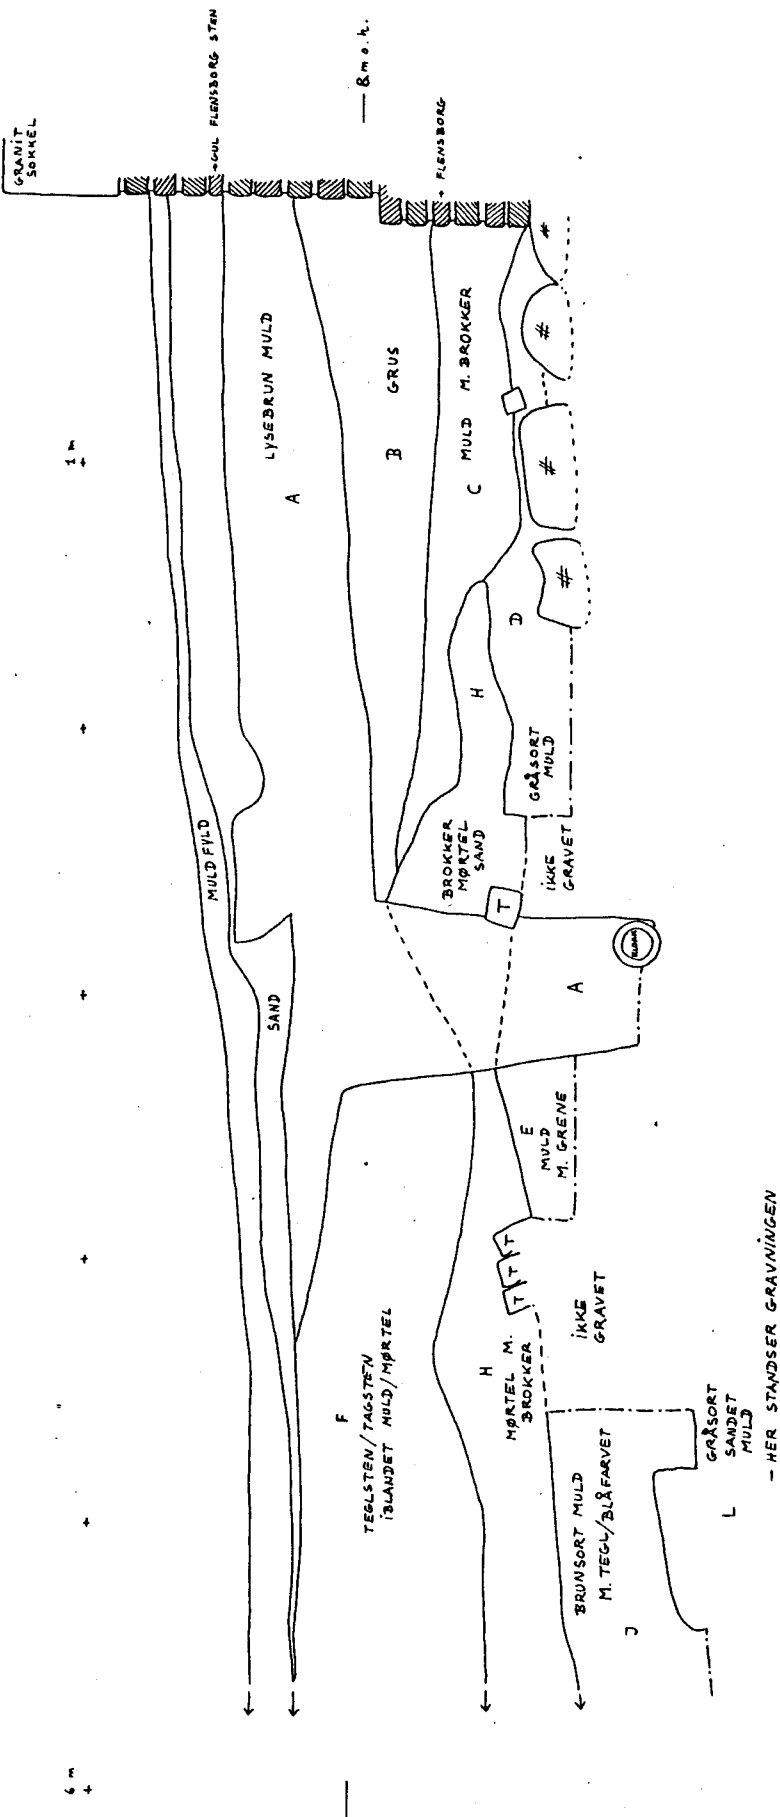 GRANIT
SOKKEL
GUL FLENSBORG STEN
8 m o.h.
FLENSBORG
1 m
LYSEBRUN MULD
A
B GRUS
C MULD M. BROKKER
#
#
#
#
D
H
GRÅSORT
MULD
BROKKER
MØRTEL
SAND
IKKE
GRAVET
T
MULDFYLD
SAND
A
E
MULD
M. GRENE
T T T
F
TEGLSTEN/TAGSTEN
IBLANDET MULD/MØRTEL
H
MØRTEL M.
BROKKER
IKKE
GRAVET
BRUNSORT MULD
M. TEGL/BLÅFARVET
J
GRÅSORT
SANDET
MULD
L
- HER STANDSER GRAVNINGEN
6 m